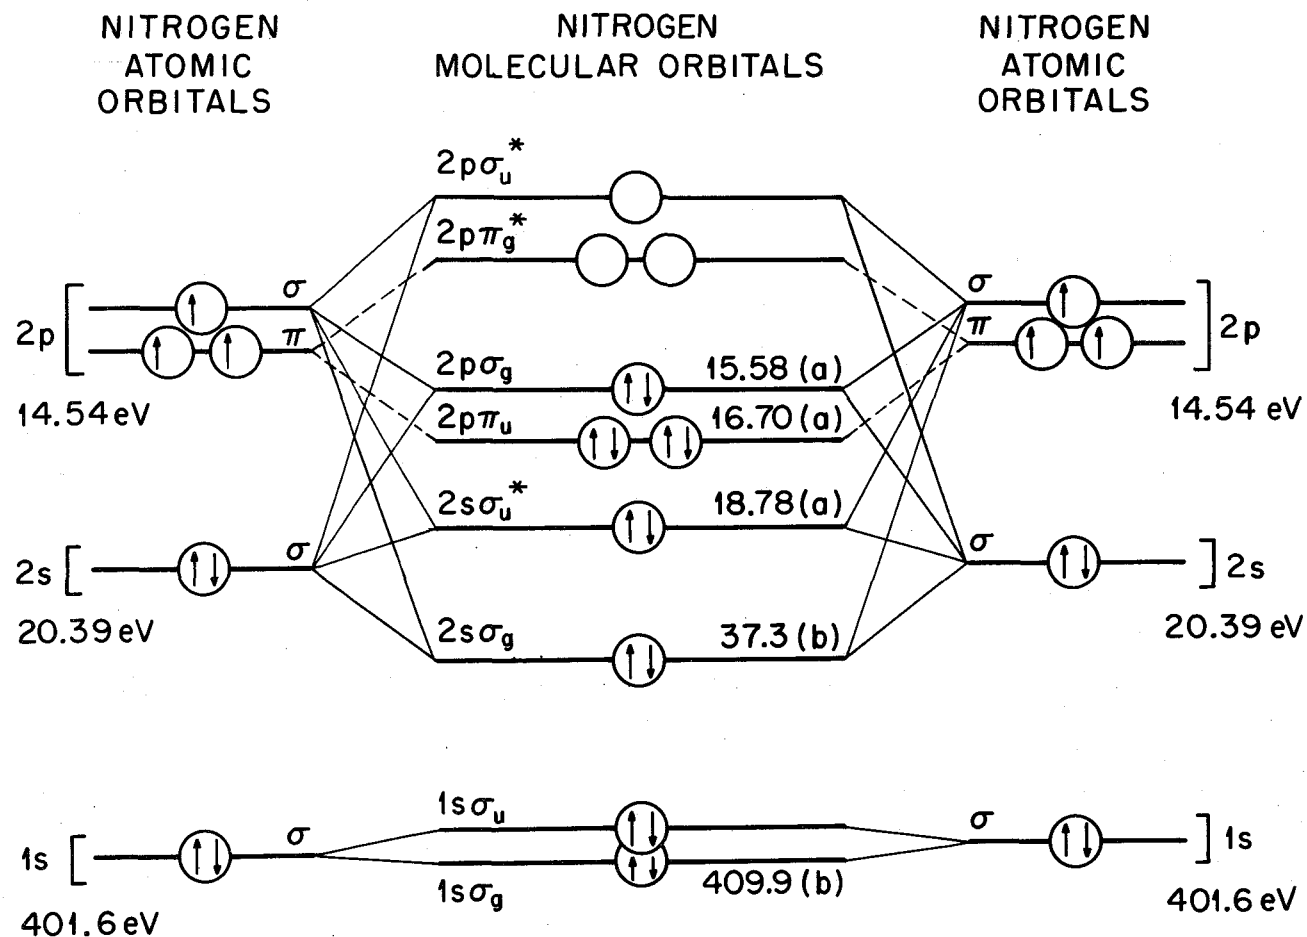 NITROGEN
ATOMIC
ORBITALS
NITROGEN
MOLECULAR ORBITALS
NITROGEN
ATOMIC
ORBITALS
2pσu*
2pπg*
σ
π
2p
14.54 eV
2pσg
15.58 (a)
2pπu
16.70 (a)
σ
π
2p
14.54 eV
2sσu*
18.78 (a)
σ
2s
20.39 eV
2sσg
37.3 (b)
σ
2s
20.39 eV
1sσu
σ
1s
401.6 eV
1sσg
409.9 (b)
σ
1s
401.6 eV